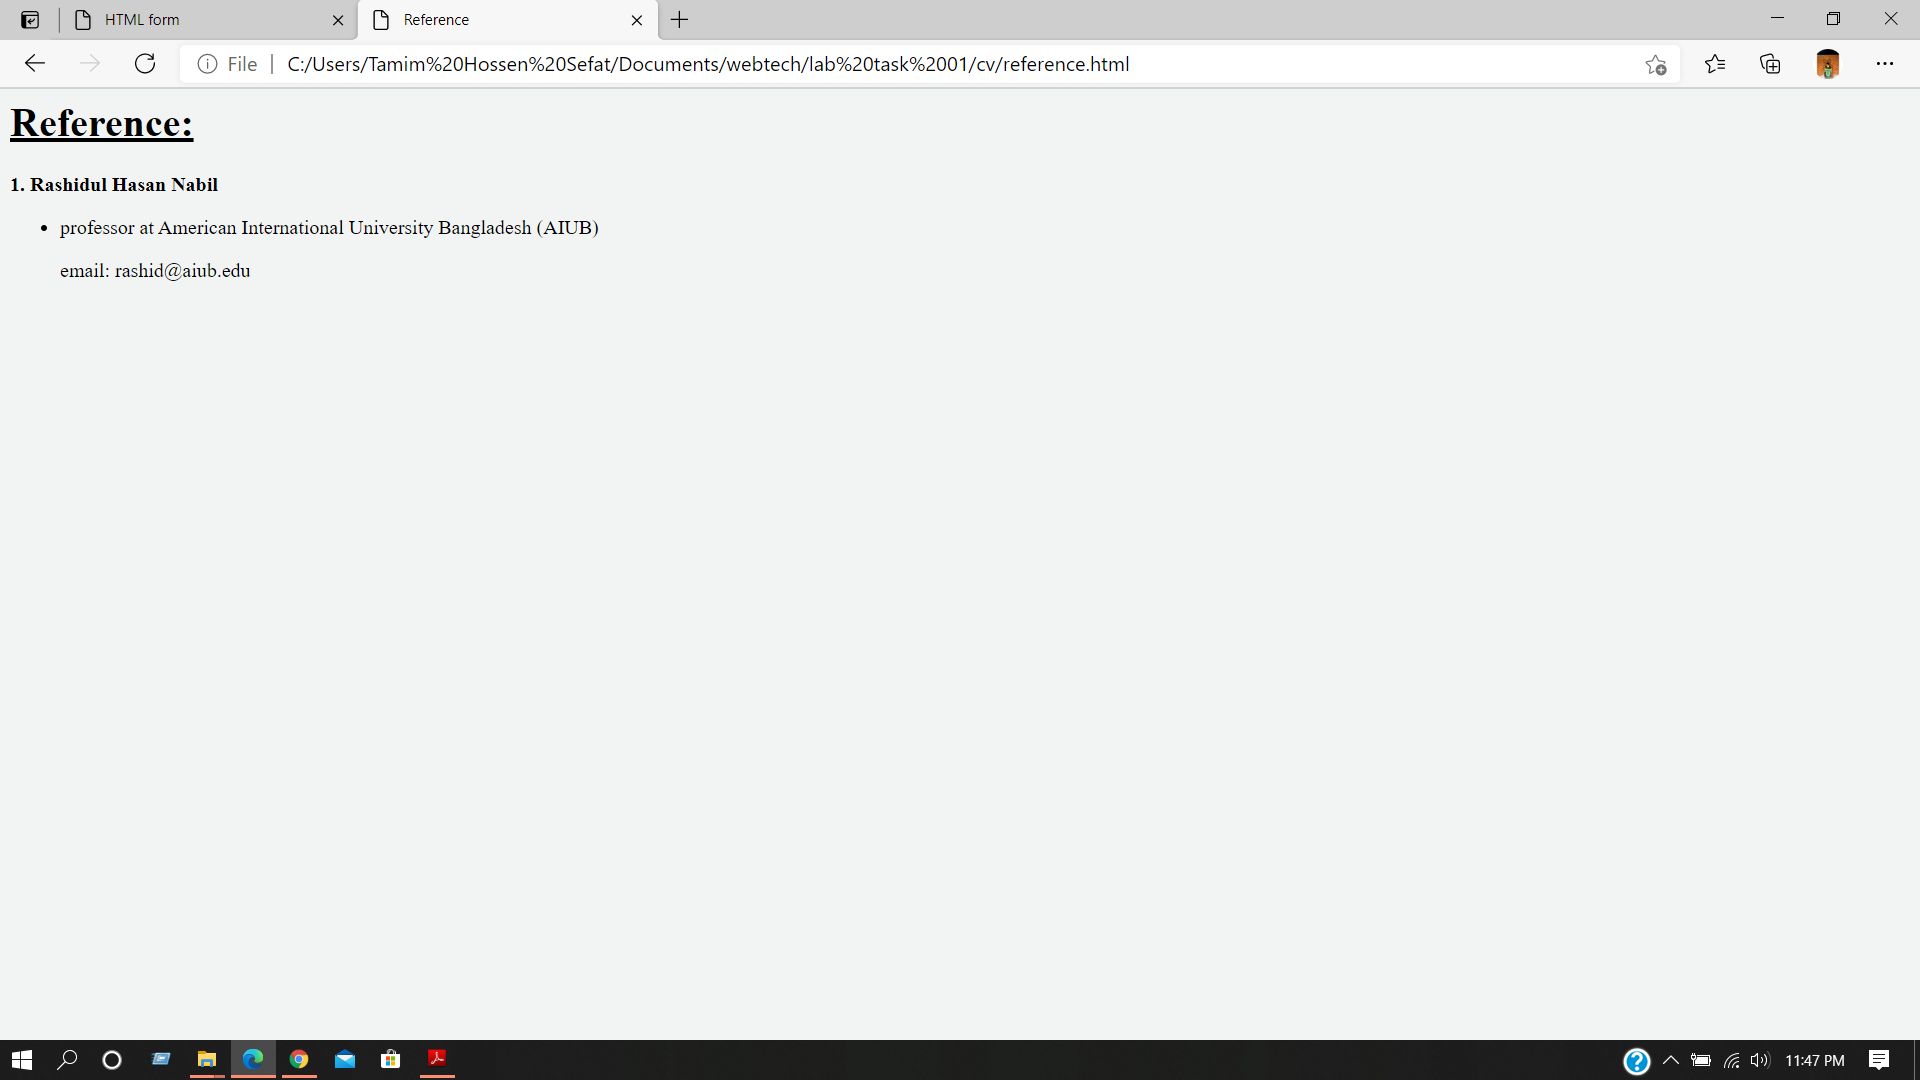 HTML form
Reference
File
C:/Users/Tamim%20Hossen%20Sefat/Documents/webtech/lab%20task%2001/cv/reference.html
Reference:
1. Rashidul Hasan Nabil
• professor at American International University Bangladesh (AIUB)
email: rashid@aiub.edu
11:47 PM